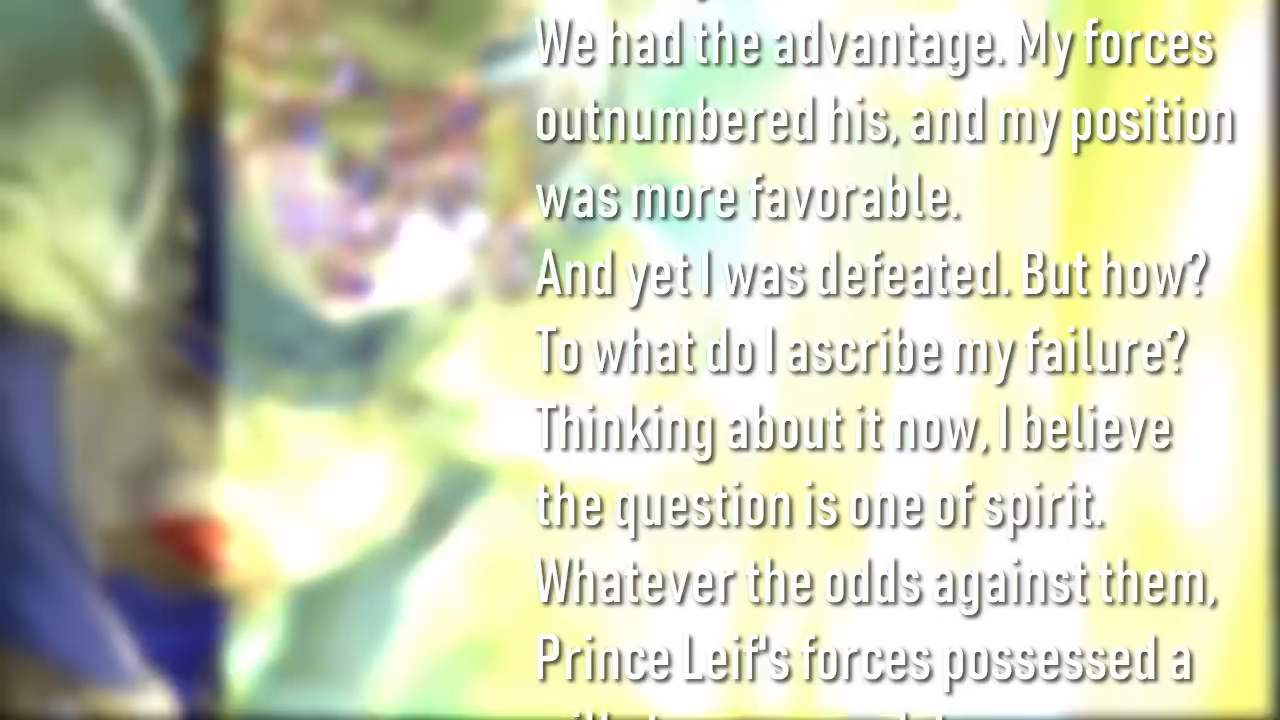 We had the advantage. My forces
outnumbered his, and my position
was more favorable.
And yet I was defeated. But how?
To what do I ascribe my failure?
Thinking about it now, I believe
the question is one of spirit.
Whatever the odds against them,
Prince Leif's forces possessed a